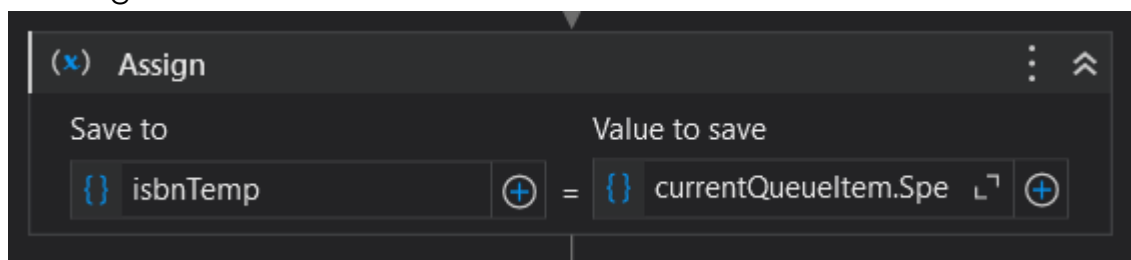 (x) Assign
Save to Value to save
{} isbnTemp = {} currentQueueItem.Spe